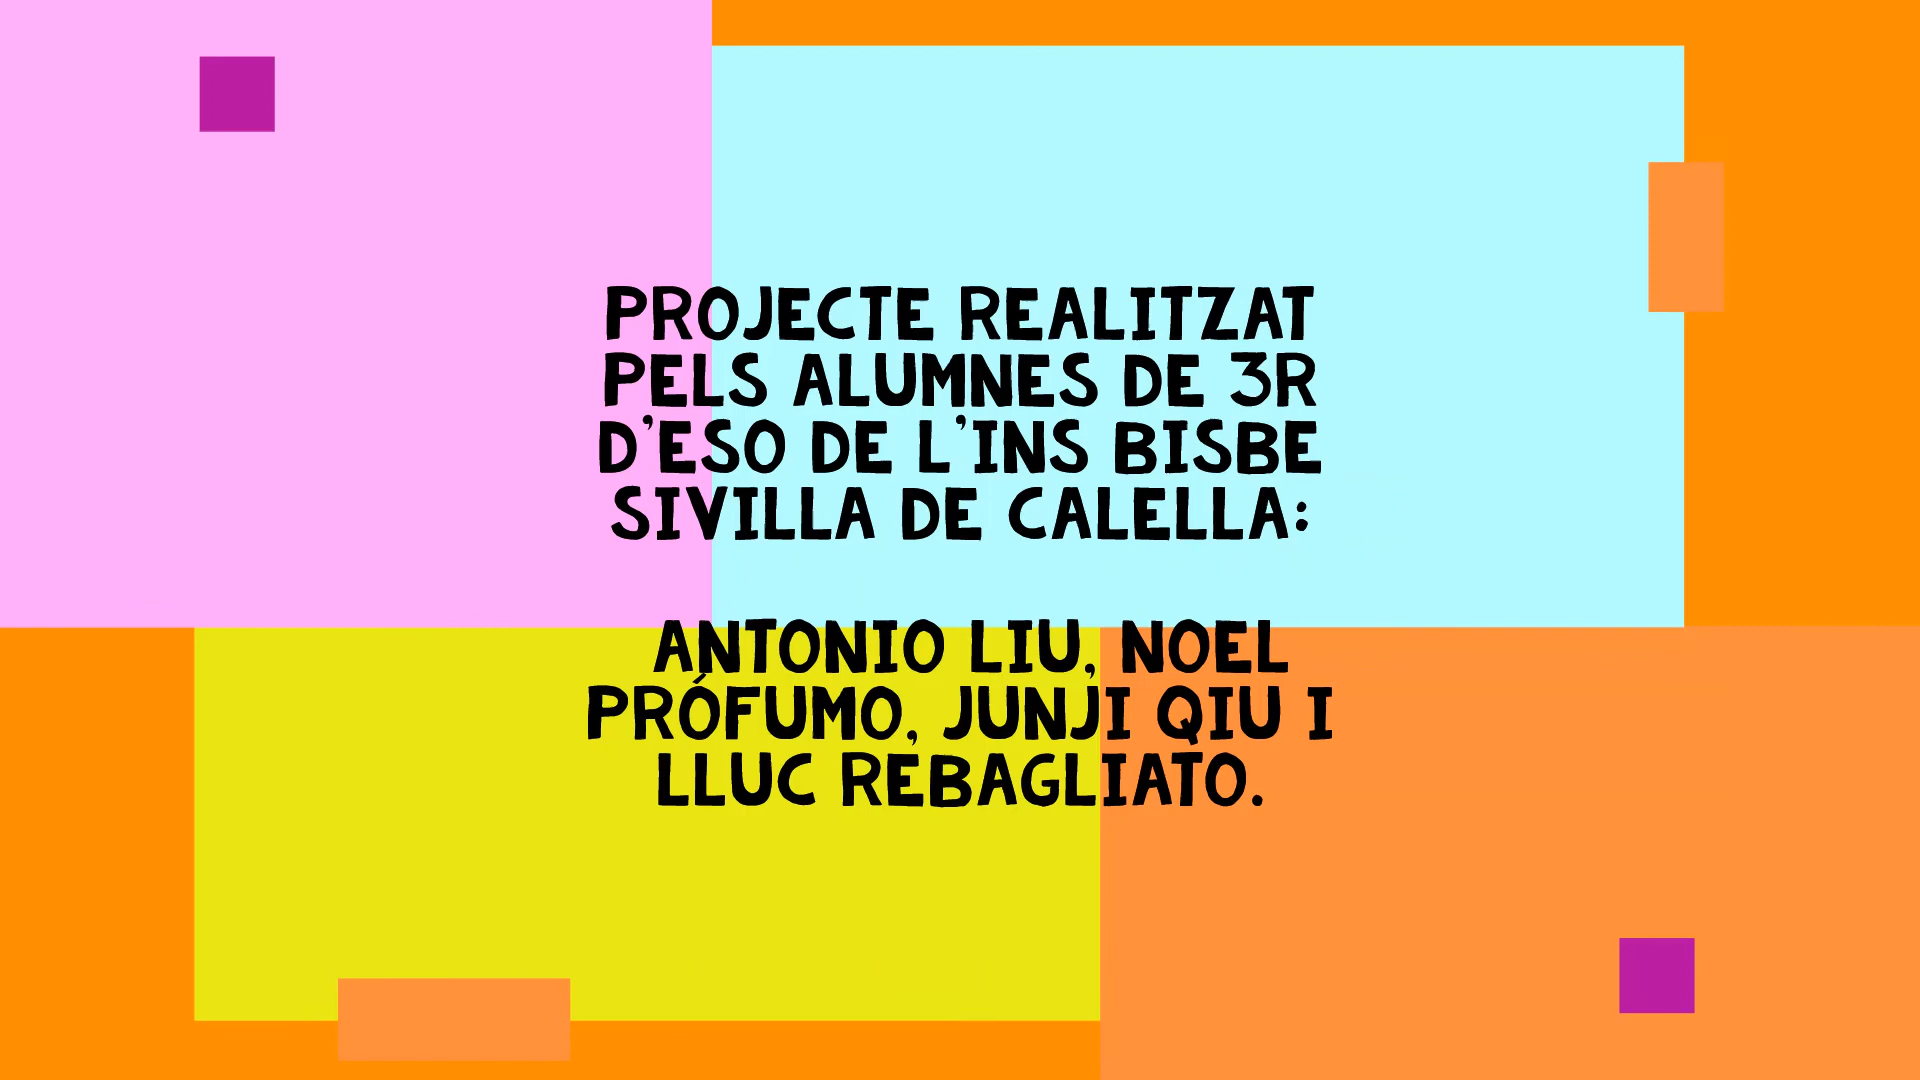 PROJECTE REALITZAT
PELS ALUMNES DE 3R
D'ESO DE L'INS BISBE
SIVILLA DE CALELLA:
ANTONIO LIU, NOEL
PRÓFUMO, JUNJI QIU I
LLUC REBAGLIATO.